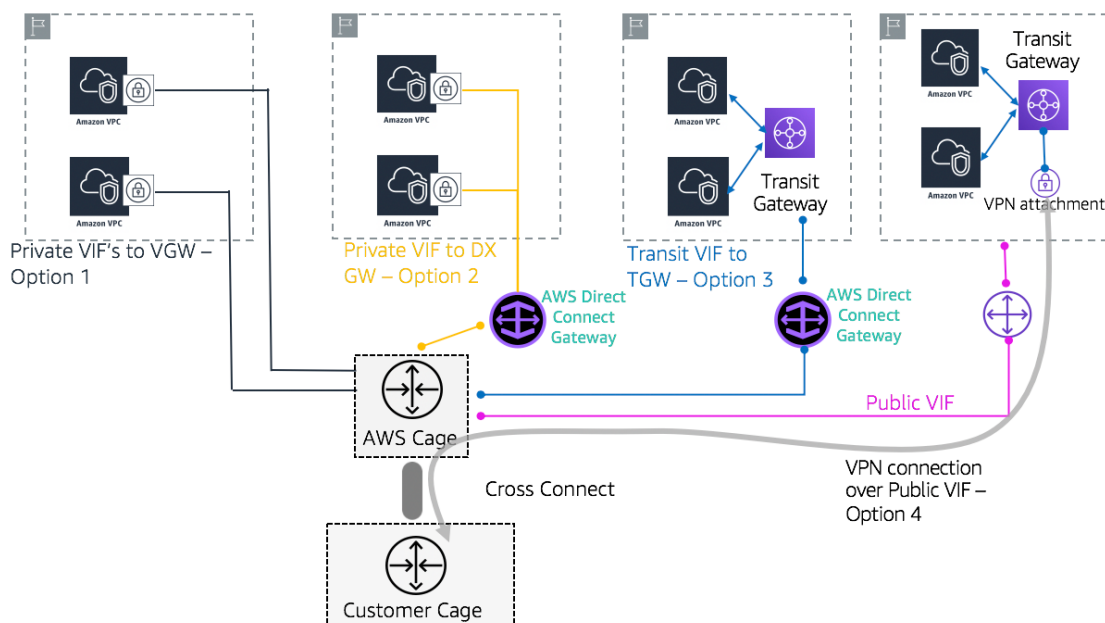 Amazon VPC
Amazon VPC
Private VIF's to VGW –
Option 1
Amazon VPC
Amazon VPC
Private VIF to DX
GW – Option 2
AWS Direct
Connect
Gateway
Amazon VPC
Amazon VPC
Transit
Gateway
Transit VIF to
TGW – Option 3
AWS Direct
Connect
Gateway
Transit
Gateway
Amazon VPC
Amazon VPC
VPN attachment
Public VIF
AWS Cage
VPN connection
over Public VIF –
Option 4
Cross Connect
Customer Cage